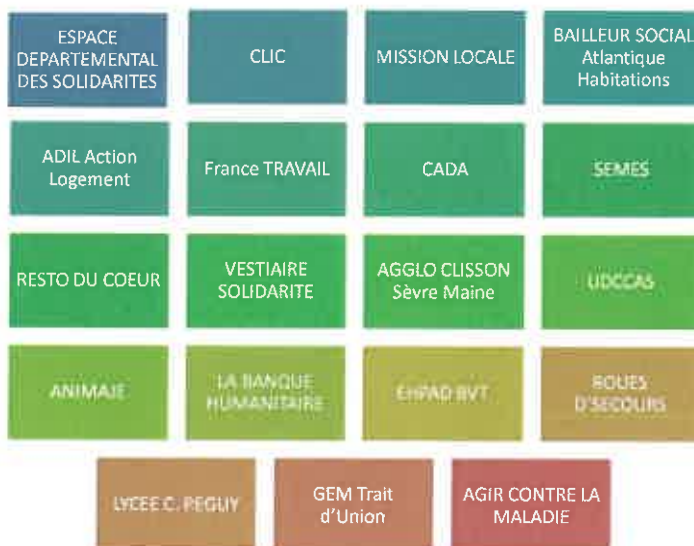 ESPACE
DEPARTEMENTAL
DES SOLIDARITES
CLIC
MISSION LOCALE
BAILLEUR SOCIAL
Atlantique
Habitations
ADIL Action
Logement
France TRAVAIL
CADA
SEMES
RESTO DU COEUR
VESTIAIRE
SOLIDARITE
AGGLO CLISSON
Sèvre Maine
UDCCAS
ANIMAJE
LA BANQUE
HUMANITAIRE
EHPAD BVT
ROUES
D'SECOURS
LYCEE C. PEGUY
GEM Trait
d'Union
AGIR CONTRE LA
MALADIE